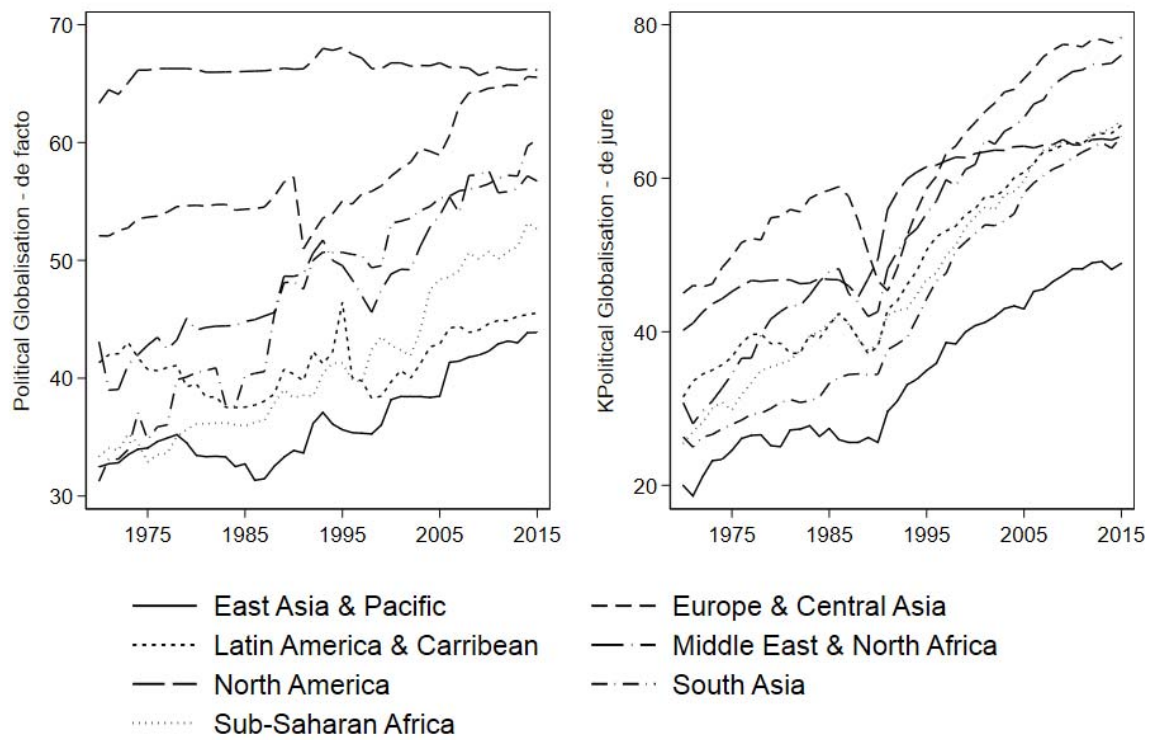 Political Globalisation - de facto
70
60
50
40
30
1975 1985 1995 2005 2015
KPolitical Globalisation - de jure
80
60
40
20
1975 1985 1995 2005 2015
East Asia & Pacific
Europe & Central Asia
Latin America & Carribean
Middle East & North Africa
North America
South Asia
Sub-Saharan Africa